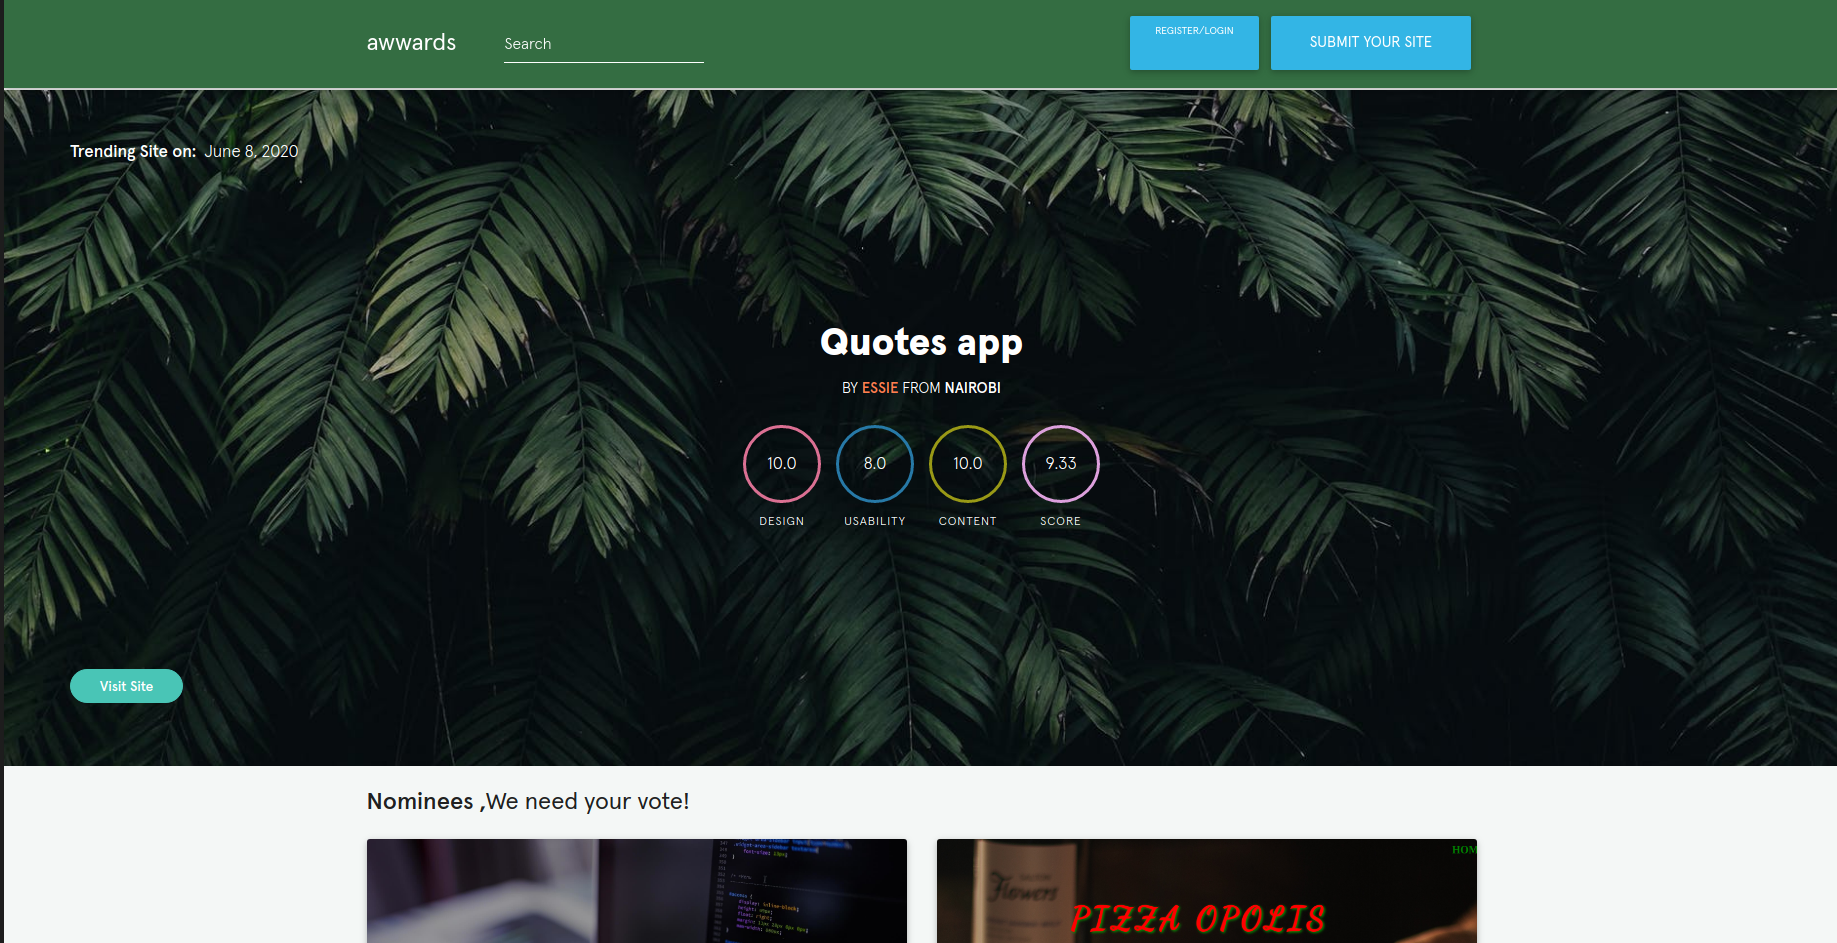 awwards
Search
REGISTER/LOGIN
SUBMIT YOUR SITE
Trending Site on: June 8, 2020
Quotes app
BY ESSIE FROM NAIROBI
10.0 8.0 10.0 9.33
DESIGN USABILITY CONTENT SCORE
Visit Site
Nominees ,We need your vote!
HOM
Flowers
PIZZA OPOLIS